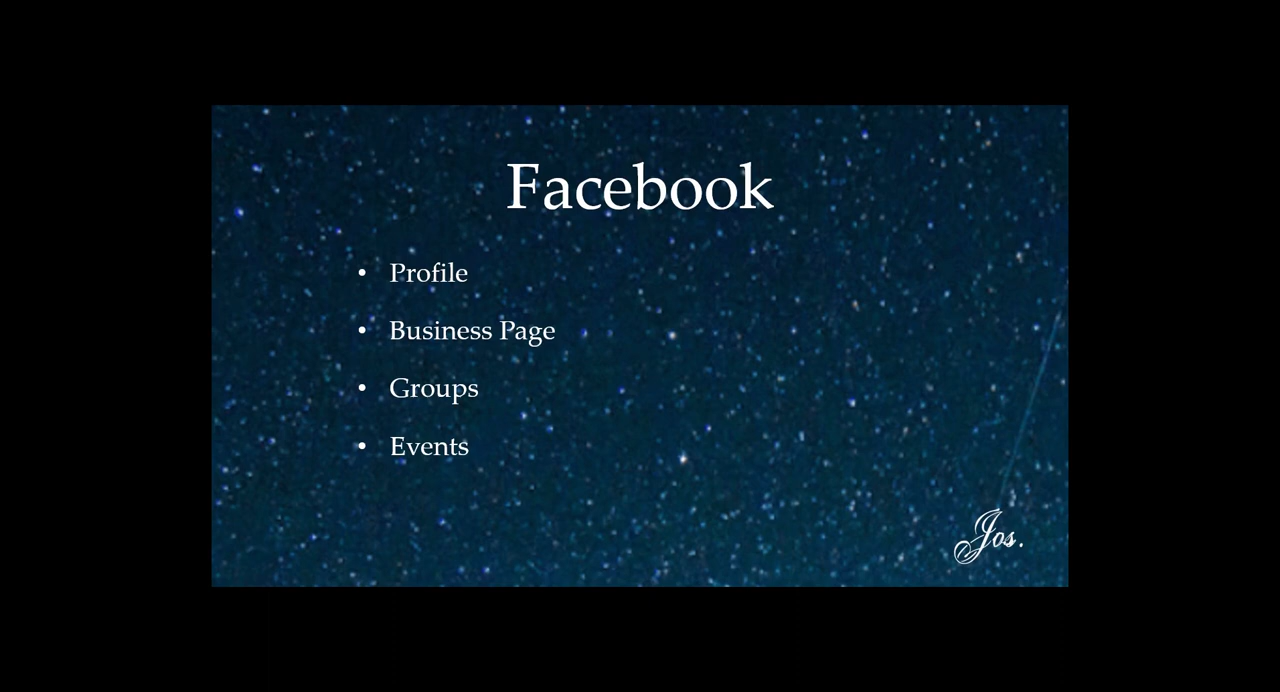 Facebook
• Profile
• Business Page
• Groups
• Events
Jos.